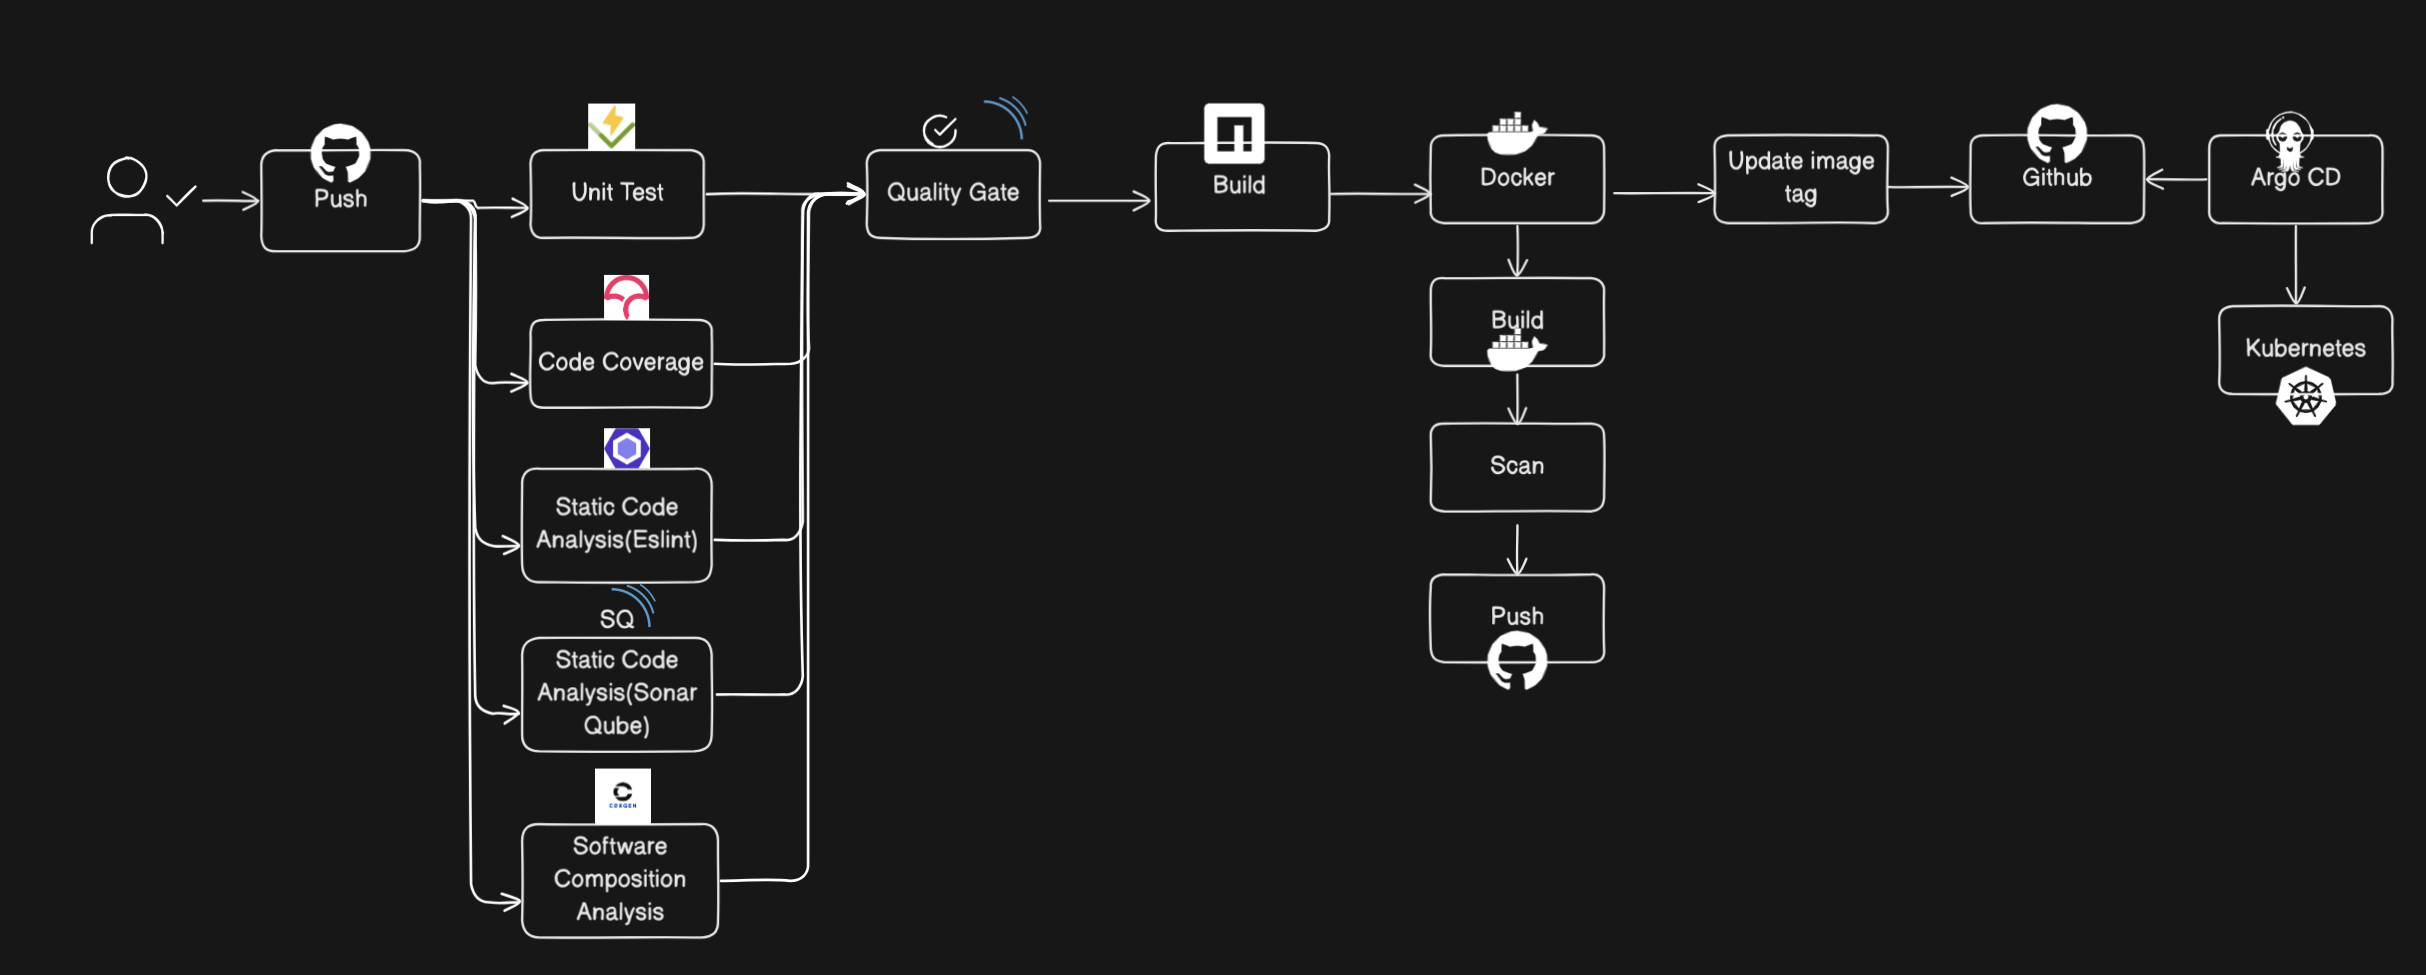 Push
Unit Test
Quality Gate
Build
Docker
Update image
tag
Github
Argo CD
Code Coverage
Build
Kubernetes
Static Code
Analysis(Eslint)
Scan
SQ
Static Code
Analysis(Sonar
Qube)
Push
CDXGEN
Software
Composition
Analysis